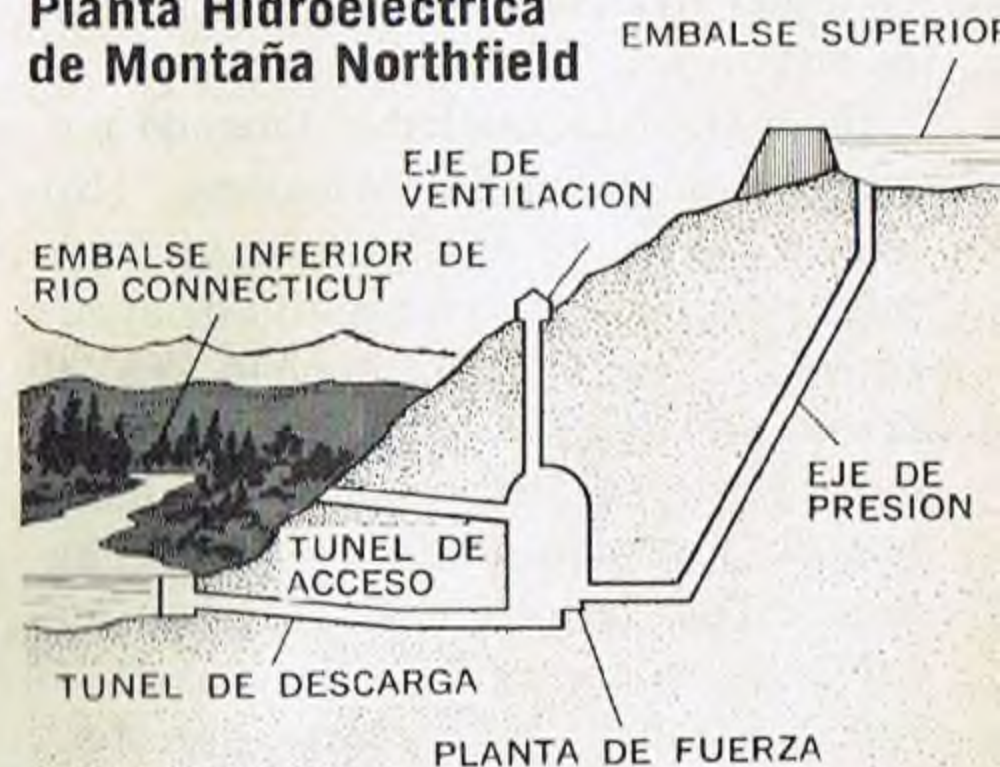 Planta Hidroeléctrica
de Montaña Northfield
EMBALSE SUPERIOR
EJE DE
VENTILACION
EMBALSE INFERIOR DE
RIO CONNECTICUT
EJE DE
PRESION
TUNEL DE
ACCESO
TUNEL DE DESCARGA
PLANTA DE FUERZA